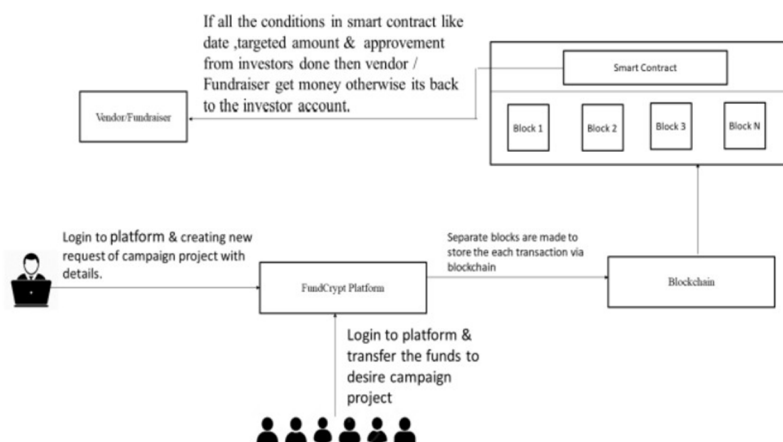 If all the conditions in smart contract like
date ,targeted amount & approvement
from investors done then vendor /
Fundraiser get money otherwise its back
to the investor account.
Smart Contract
Vendor/Fundraiser
Block 1
Block 2
Block 3
Block N
Login to platform & creating new
request of campaign project with
details.
Separate blocks are made to
store the each transaction via
blockchain
FundCrypt Platform
Blockchain
Login to platform &
transfer the funds to
desire campaign
project